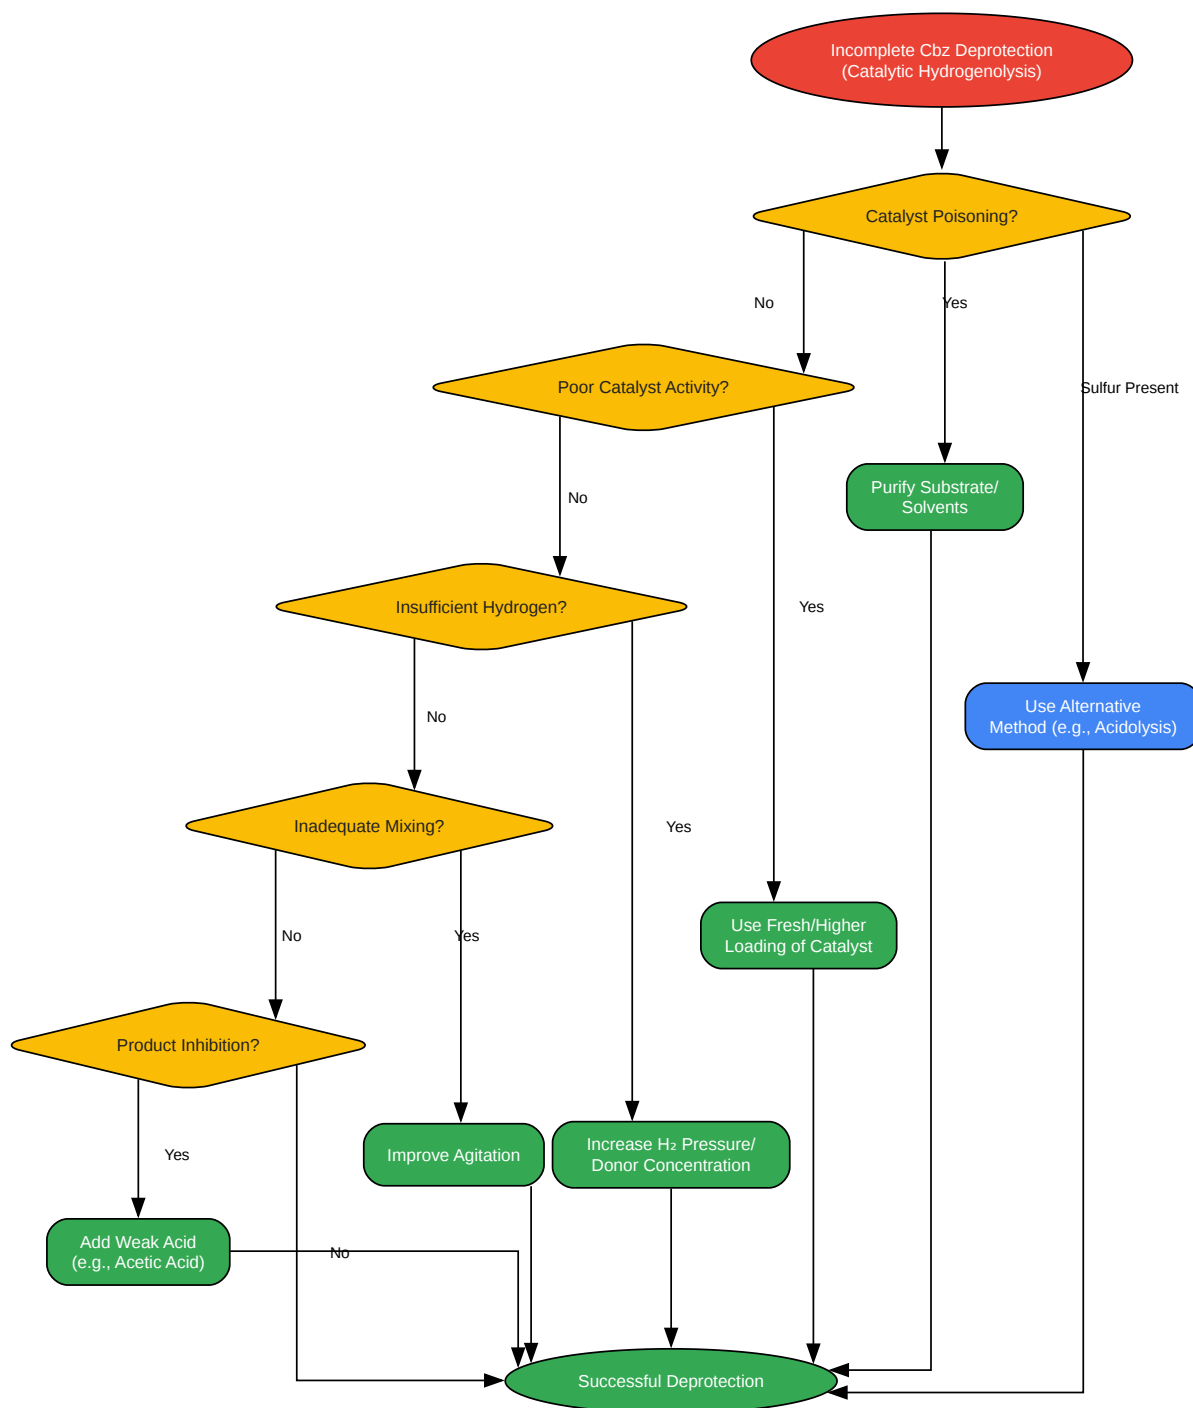 Incomplete Cbz Deprotection
(Catalytic Hydrogenolysis)
Catalyst Poisoning?
No
Yes
Poor Catalyst Activity?
Sulfur Present
Purify Substrate/
Solvents
No
Insufficient Hydrogen?
Yes
Use Alternative
Method (e.g., Acidolysis)
No
Inadequate Mixing?
Yes
Use Fresh/Higher
Loading of Catalyst
No
Yes
Product Inhibition?
Yes
Improve Agitation
Increase H₂ Pressure/
Donor Concentration
Add Weak Acid
(e.g., Acetic Acid)
No
Successful Deprotection